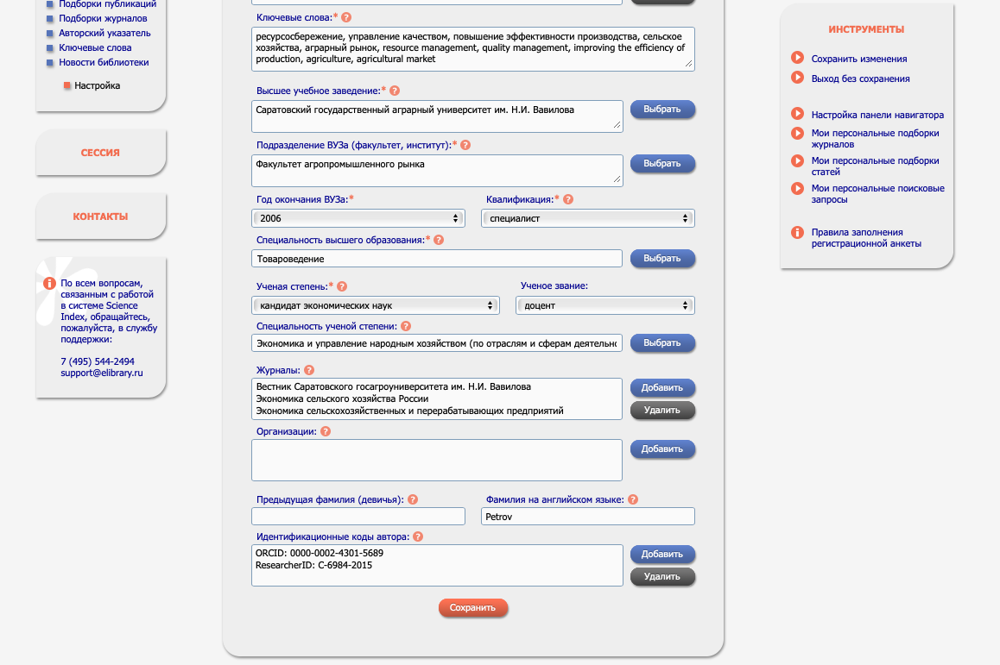 Подборки публикаций
Подборки журналов
Авторский указатель
Ключевые слова
Новости библиотеки
Настройка
СЕССИЯ
КОНТАКТЫ
По всем вопросам,
связанным с работой
в системе Science
Index, обращайтесь,
пожалуйста, в службу
поддержки:
7 (495) 544-2494
support@elibrary.ru
Ключевые слова:* ?
ресурсосбережение, управление качеством, повышение эффективности производства, сельское
хозяйства, аграрный рынок, resource management, quality management, improving the efficiency of
production, agriculture, agricultural market
Высшее учебное заведение:* ?
Саратовский государственный аграрный университет им. Н.И. Вавилова
Выбрать
Подразделение ВУЗа (факультет, институт):* ?
Факультет агропромышленного рынка
Выбрать
Год окончания ВУЗа:* Квалификация:* ?
2006 специалист
Специальность высшего образования:* ?
Товароведение
Выбрать
Ученая степень:* ? Ученое звание:
кандидат экономических наук доцент
Специальность ученой степени: ?
Экономика и управление народным хозяйством (по отраслям и сферам деятельно
Выбрать
Журналы: ?
Вестник Саратовского госагроуниверситета им. Н.И. Вавилова
Экономика сельского хозяйства России
Экономика сельскохозяйственных и перерабатывающих предприятий
Добавить
Удалить
Организации: ?
Добавить
Предыдущая фамилия (девичья): ? Фамилия на английском языке: ?
Petrov
Идентификационные коды автора: ?
ORCID: 0000-0002-4301-5689
ResearcherID: C-6984-2015
Добавить
Удалить
Сохранить
ИНСТРУМЕНТЫ
Сохранить изменения
Выход без сохранения
Настройка панели навигатора
Мои персональные подборки
журналов
Мои персональные подборки
статей
Мои персональные поисковые
запросы
Правила заполнения
регистрационной анкеты